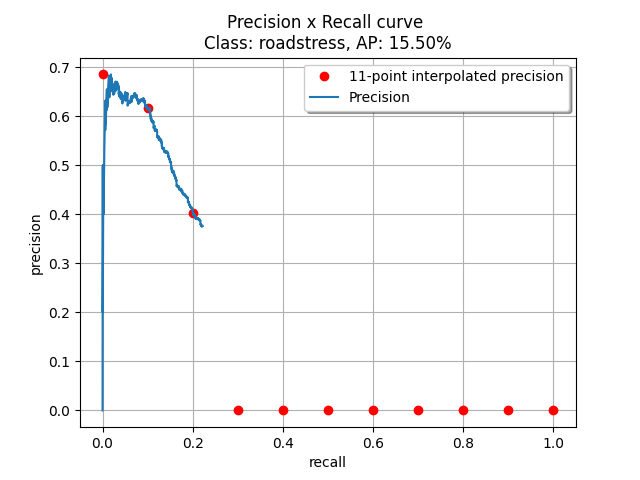 Precision x Recall curve
Class: roadstress, AP: 15.50%
11-point interpolated precision
Precision
0.7
0.6
0.5
0.4
0.3
0.2
0.1
0.0
precision
0.0 0.2 0.4 0.6 0.8 1.0
recall